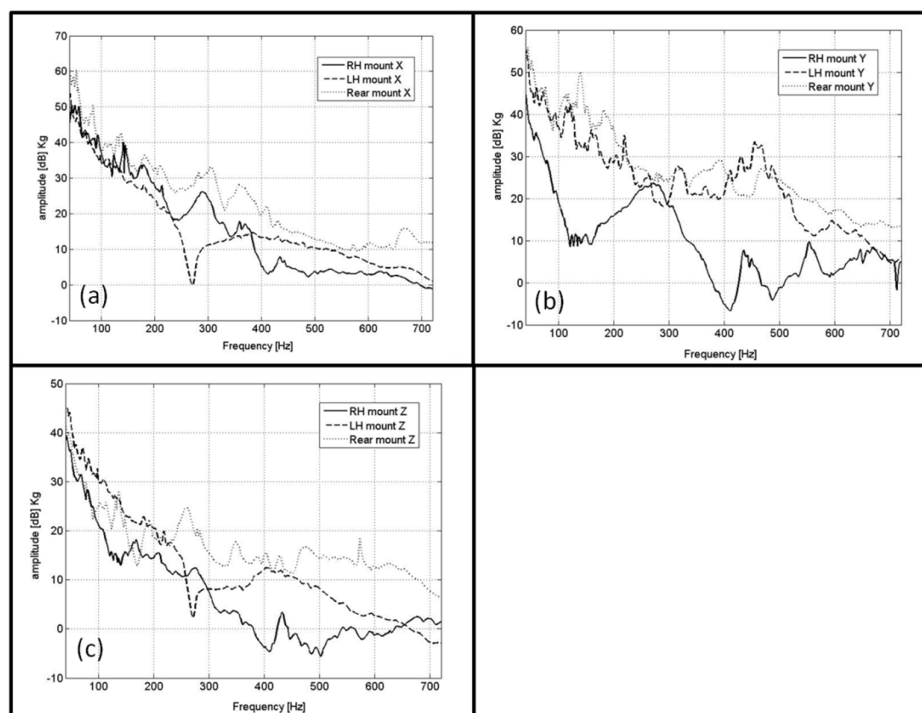 70
60
50
40
30
20
10
0
-10
amplitude [dB] Kg
RH mount X
LH mount X
Rear mount X
(a)
100 200 300 400 500 600 700
Frequency [Hz]
60
50
40
30
20
10
0
-10
amplitude [dB] Kg
RH mount Y
LH mount Y
Rear mount Y
(b)
100 200 300 400 500 600 700
Frequency [Hz]
50
40
30
20
10
0
-10
amplitude [dB] Kg
RH mount Z
LH mount Z
Rear mount Z
(c)
100 200 300 400 500 600 700
Frequency [Hz]